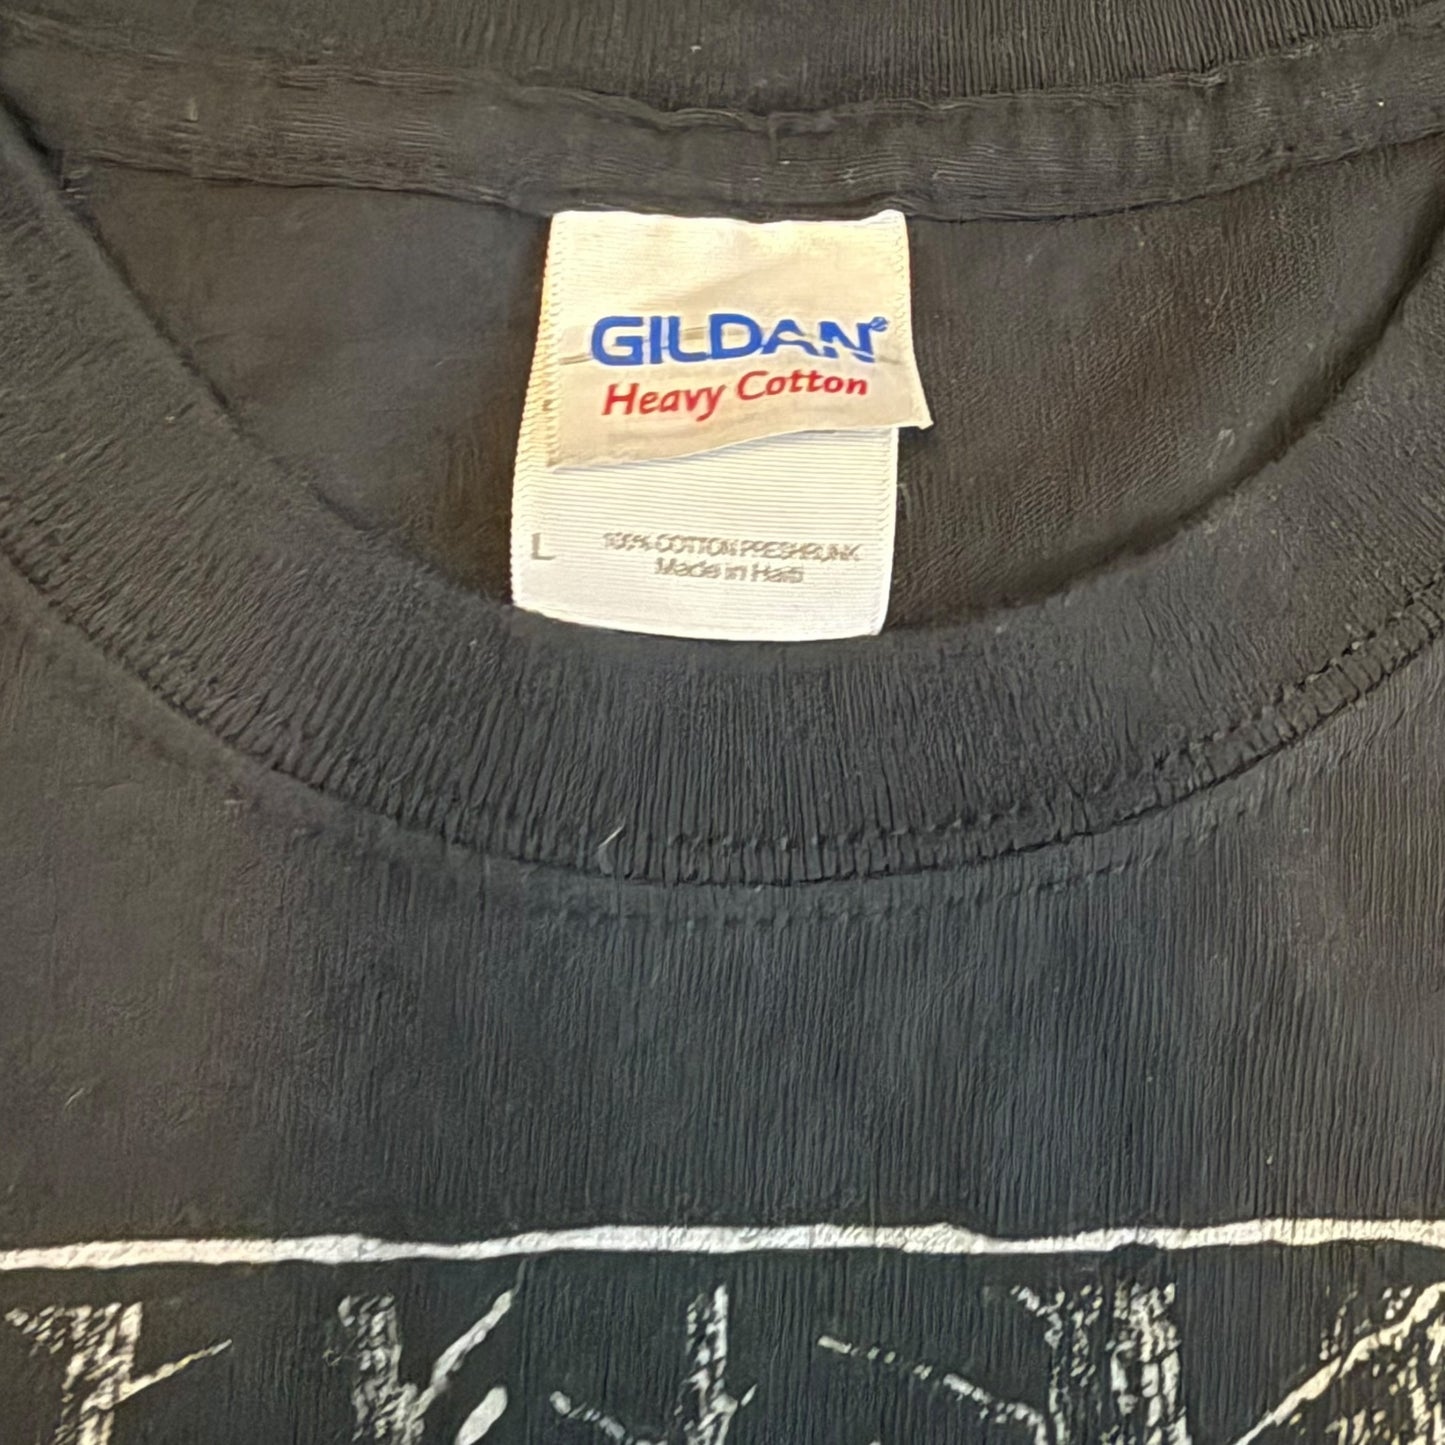 GILDAN®
Heavy Cotton
L
100% COTTON PRESHRUNK
Made in Haiti